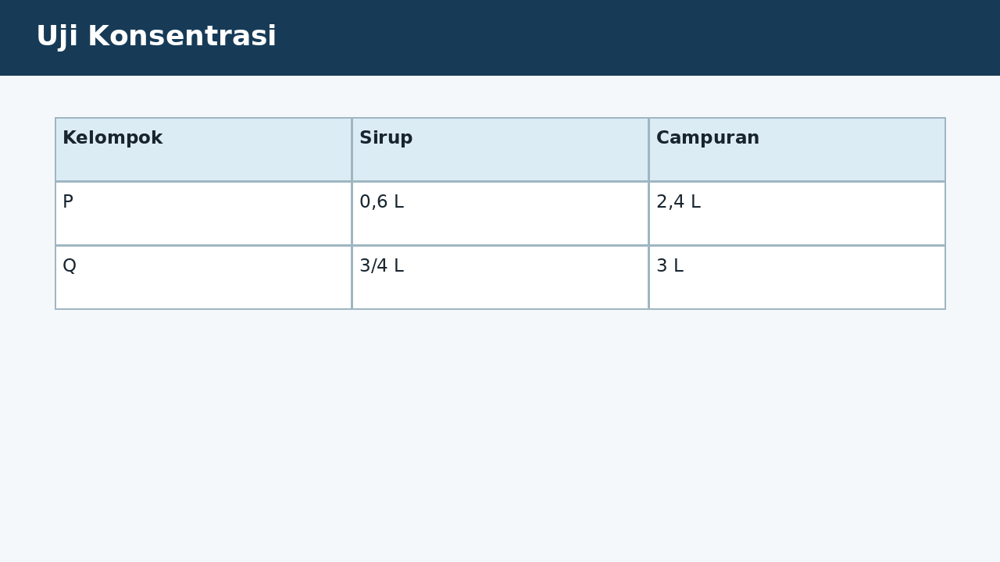 Uji Konsentrasi
Kelompok Sirup Campuran
P 0,6 L 2,4 L
Q 3/4 L 3 L